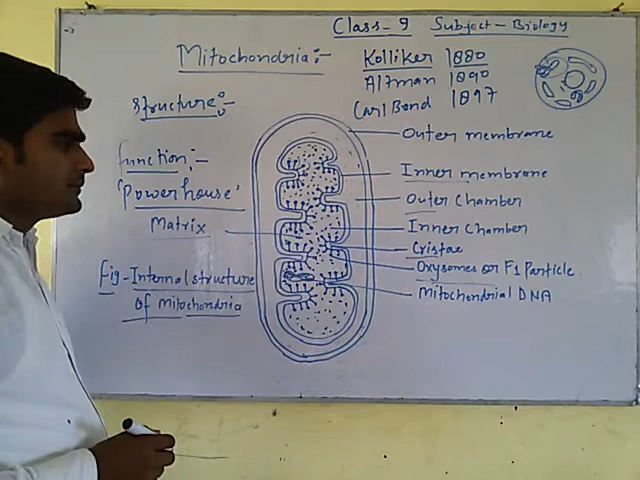 Class - 9 Subject - Biology
Mitochondria:-
Kolliker 1880
Altman 1890
Carl Bend 1897
Structure:-
function:-
'Power house'
Matrix
Fig - Internal structure
of Mitochondria
Outer membrane
Inner membrane
Outer Chamber
Inner Chamber
Cristae
Oxysomes or F1 Particle
Mitochondrial DNA